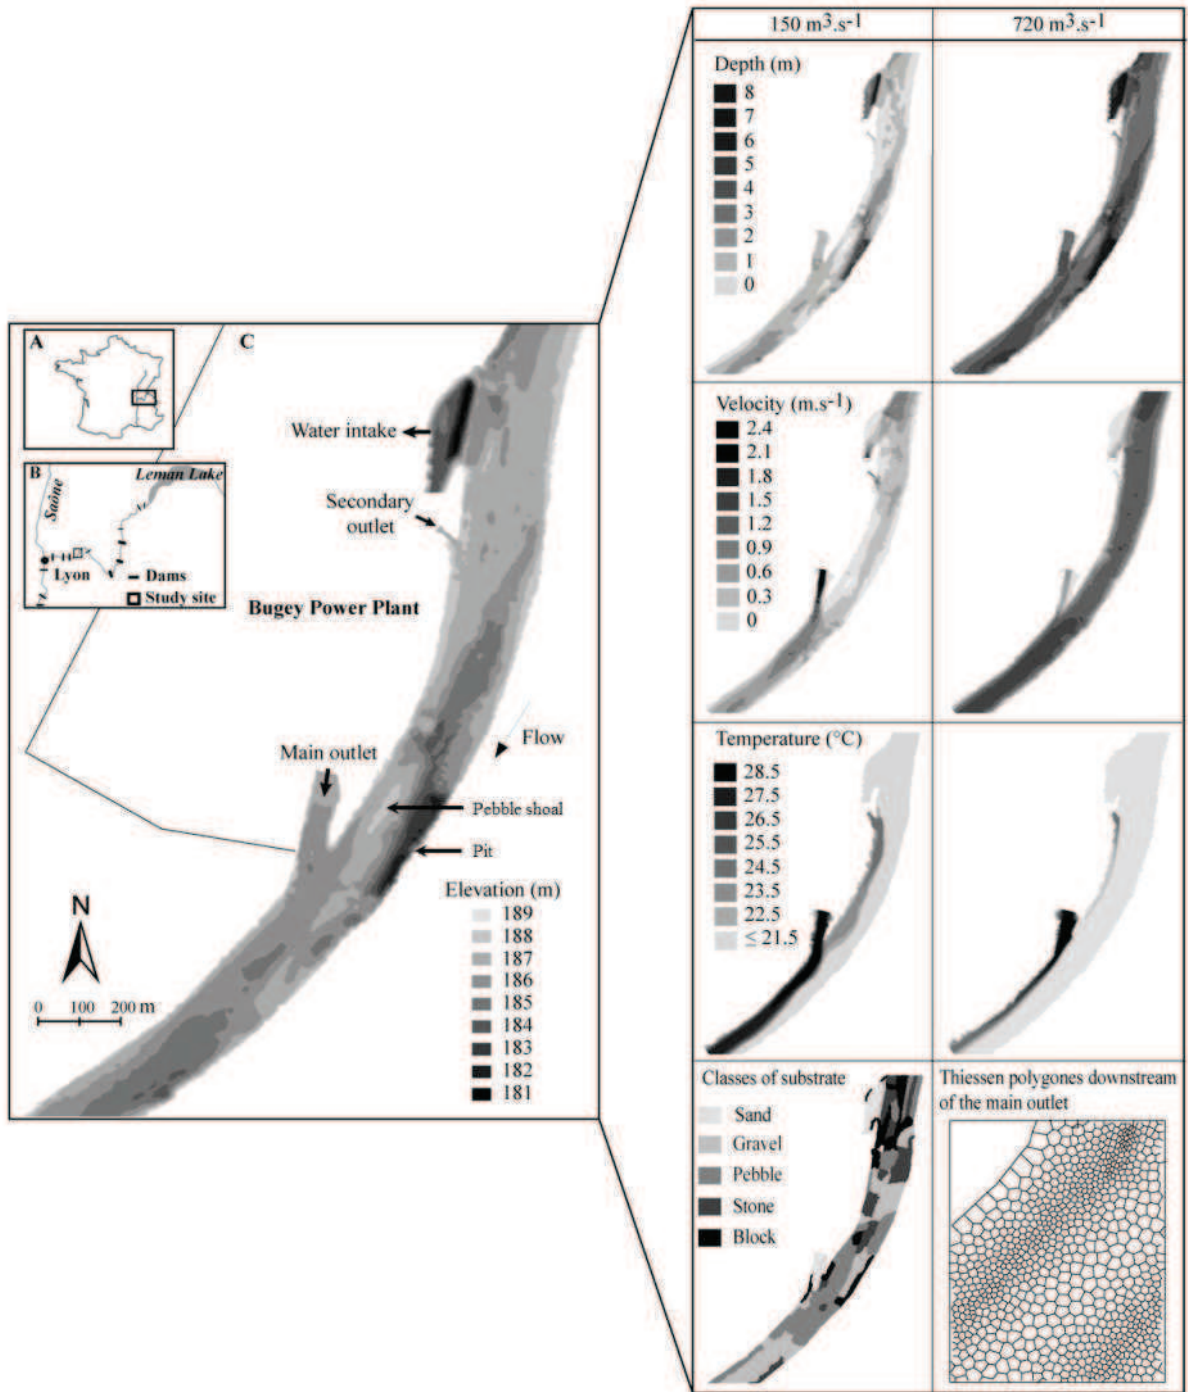 150 m³.s⁻¹
720 m³.s⁻¹
Depth (m)
8
7
6
5
4
3
2
1
0
A
C
Water intake
B
Leman Lake
Saône
Lyon
Dams
Study site
Secondary
outlet
Bugey Power Plant
Flow
Main outlet
Pebble shoal
Pit
N
0 100 200 m
Elevation (m)
189
188
187
186
185
184
183
182
181
Velocity (m.s⁻¹)
2.4
2.1
1.8
1.5
1.2
0.9
0.6
0.3
0
Temperature (°C)
28.5
27.5
26.5
25.5
24.5
23.5
22.5
≤ 21.5
Classes of substrate
Sand
Gravel
Pebble
Stone
Block
Thiessen polygones downstream
of the main outlet